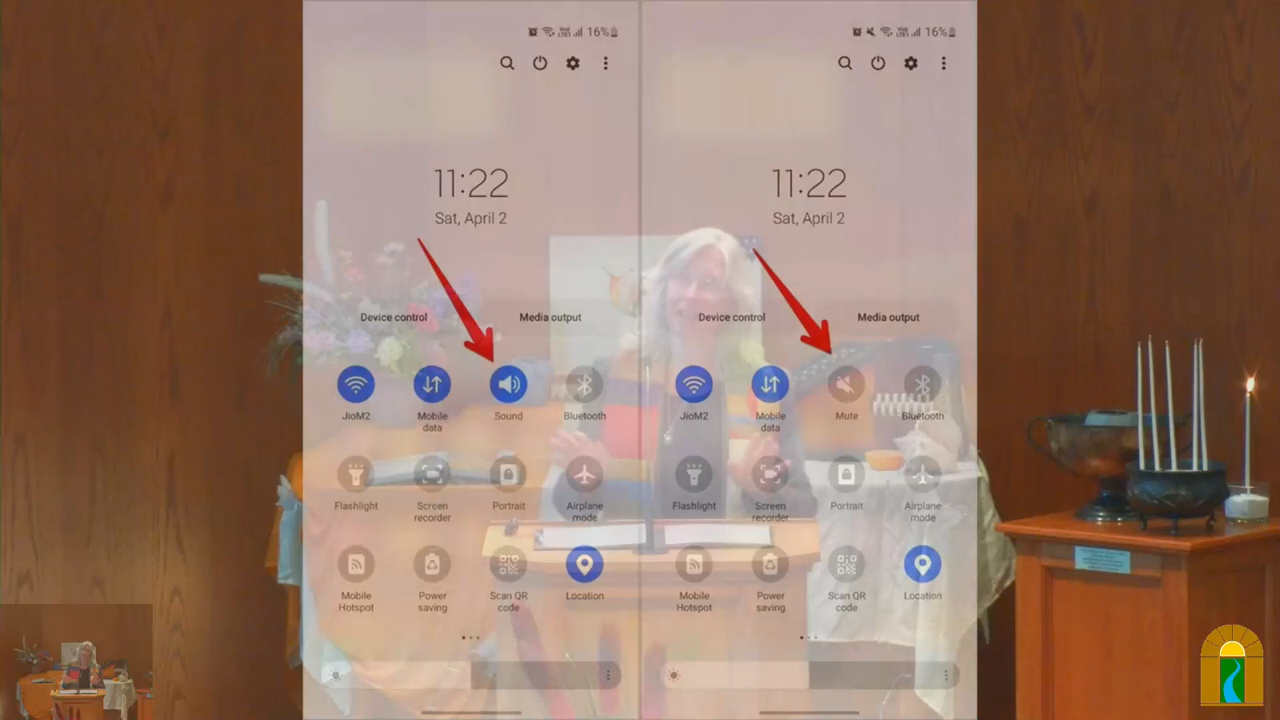 16%
16%
11:22
Sat, April 2
11:22
Sat, April 2
Device control
Media output
Device control
Media output
JioM2
Mobile
data
Sound
Bluetooth
JioM2
Mobile
data
Mute
Bluetooth
Flashlight
Screen
recorder
Portrait
Airplane
mode
Flashlight
Screen
recorder
Portrait
Airplane
mode
Mobile
Hotspot
Power
saving
Scan QR
code
Location
Mobile
Hotspot
Power
saving
Scan QR
code
Location